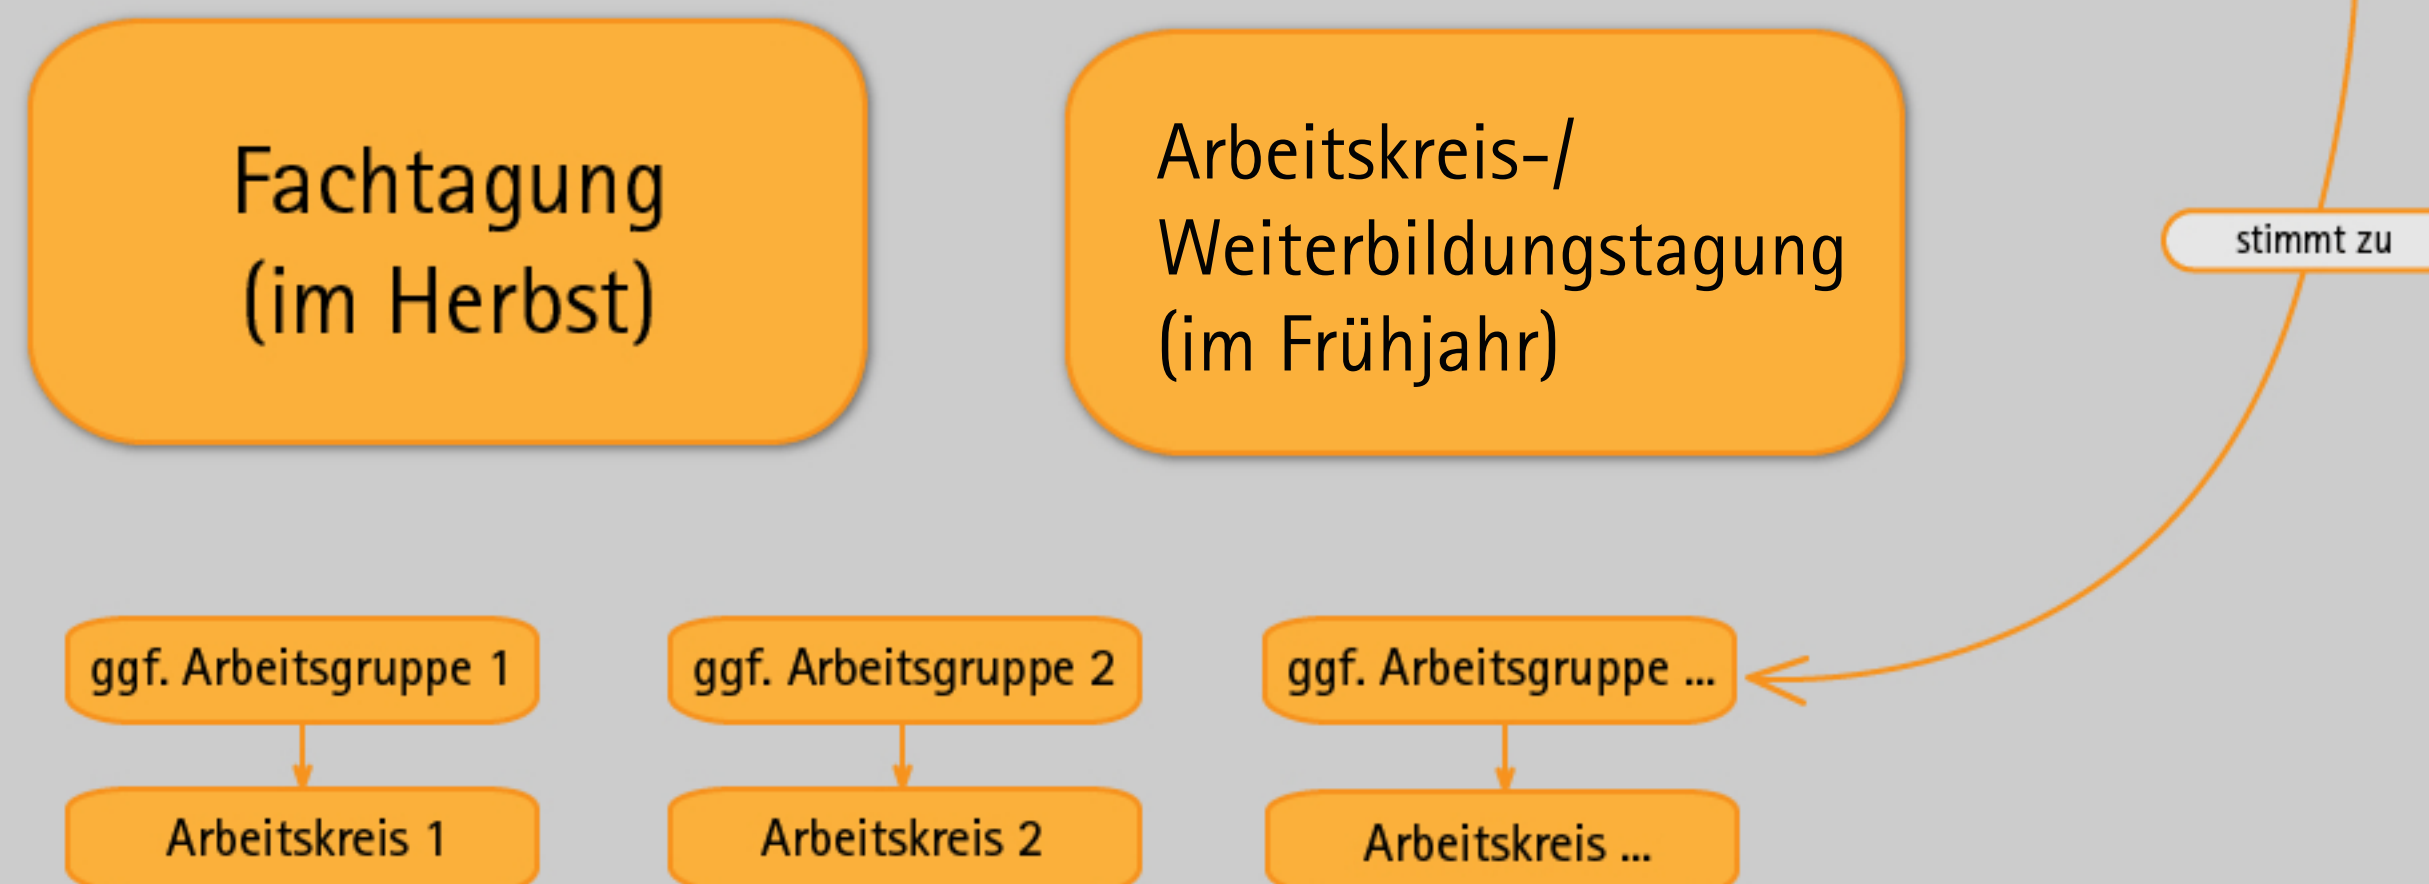 Fachtagung
(im Herbst)
Arbeitskreis-/
Weiterbildungstagung
(im Frühjahr)
stimmt zu
ggf. Arbeitsgruppe 1
ggf. Arbeitsgruppe 2
ggf. Arbeitsgruppe ...
Arbeitskreis 1
Arbeitskreis 2
Arbeitskreis ...